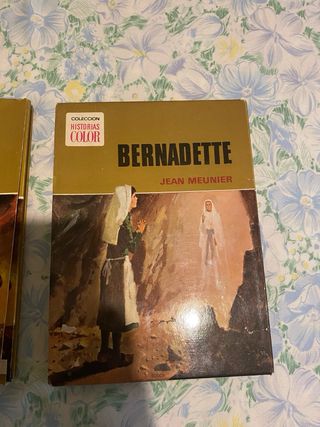 COLECCION
HISTORIAS
COLOR
BERNADETTE
JEAN MEUNIER